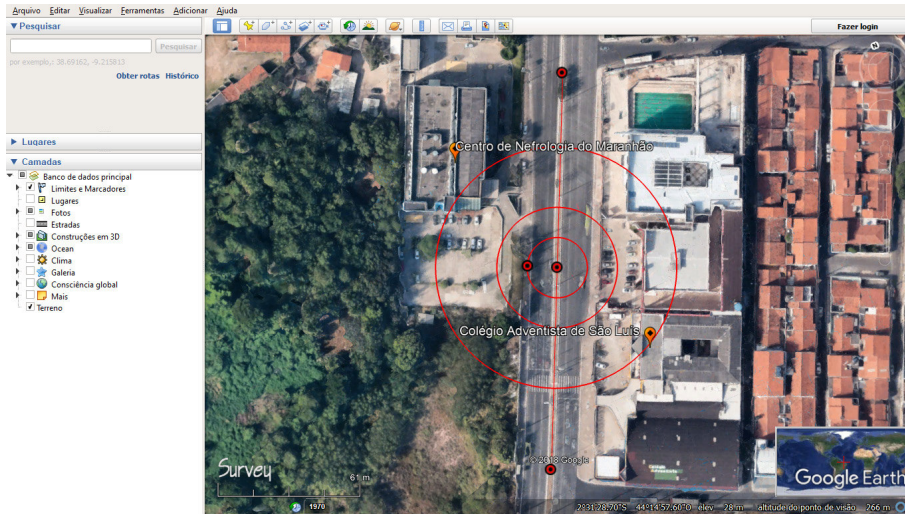 Arquivo Editar Visualizar Ferramentas Adicionar Ajuda
Pesquisar
Pesquisar
por exemplo,: 38.69162, -9.215813
Obter rotas Histórico
Lugares
Camadas
Banco de dados principal
Limites e Marcadores
Lugares
Fotos
Estradas
Construções em 3D
Ocean
Clima
Galeria
Consciência global
Mais
Terreno
Fazer login
N
Centro de Nefrologia do Maranhão
Colégio Adventista de São Luís
© 2018 Google
Survey
61 m
1970
Google Earth
2°31'28.70"S 44°14'57.60"O elev 28 m altitude do ponto de visão 266 m